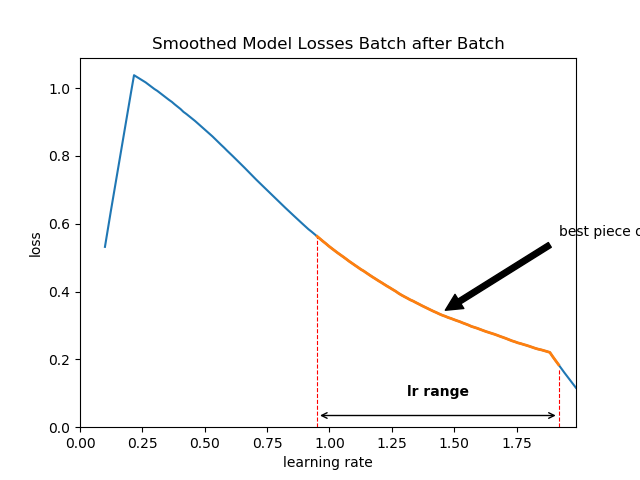 Smoothed Model Losses Batch after Batch
1.0
0.8
0.6
0.4
0.2
0.0
loss
best piece
lr range
0.00 0.25 0.50 0.75 1.00 1.25 1.50 1.75
learning rate